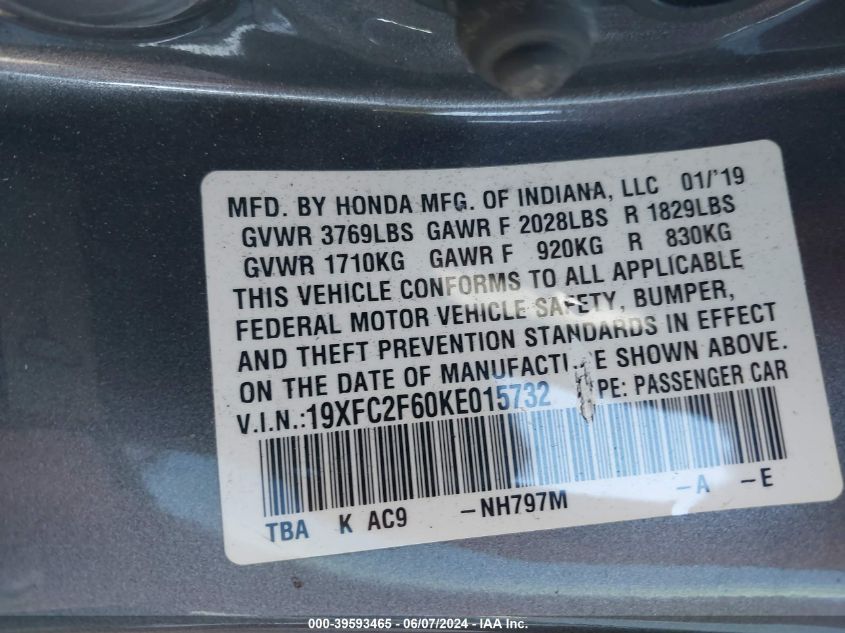 MFD. BY HONDA MFG. OF INDIANA, LLC 01/'19
GVWR 3769LBS GAWR F 2028LBS R 1829LBS
GVWR 1710KG GAWR F 920KG R 830KG
THIS VEHICLE CONFORMS TO ALL APPLICABLE
FEDERAL MOTOR VEHICLE SAFETY, BUMPER,
AND THEFT PREVENTION STANDARDS IN EFFECT
ON THE DATE OF SHOWN ABOVE.
V.I.N.:19XFC2F60KE015732 PE: PASSENGER CAR
TBA K AC9 -NH797M -A -E
000-39593465 - 06/07/2024 - IAA Inc.